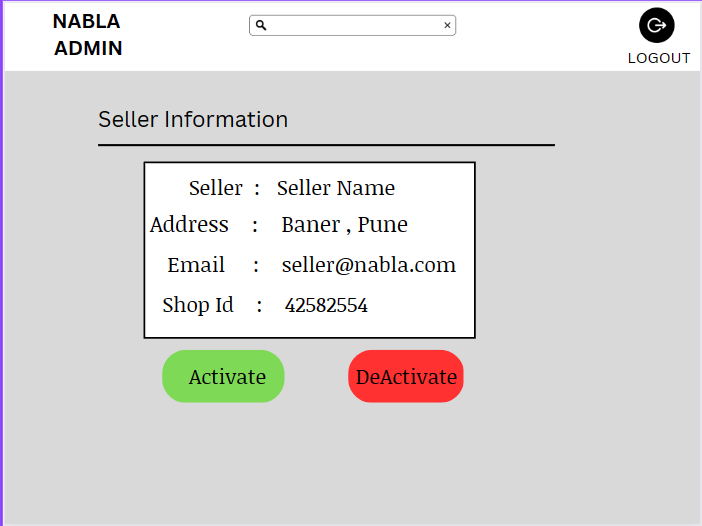 NABLA
ADMIN
LOGOUT
Seller Information
Seller : Seller Name
Address : Baner , Pune
Email : seller@nabla.com
Shop Id : 42582554
Activate
DeActivate